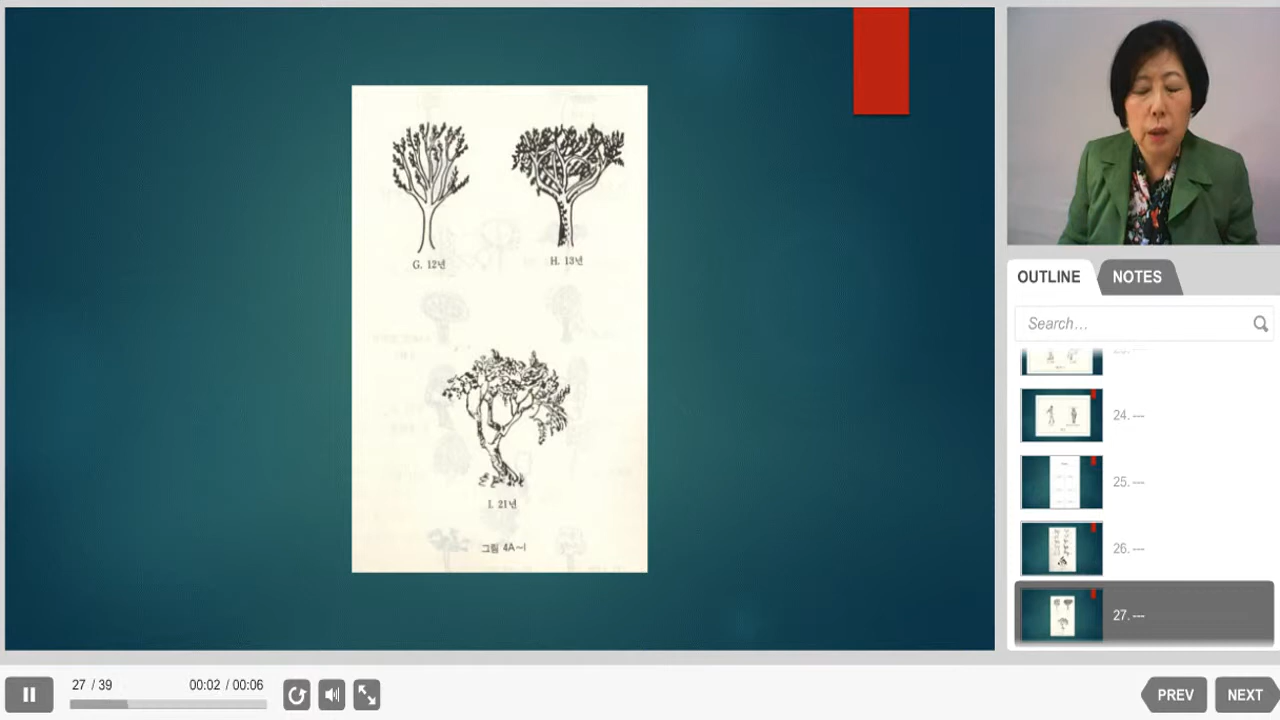 G. 12년
H. 13년
I. 21년
그림 4A~I
OUTLINE
NOTES
Search...
24. ---
25. ---
26. ---
27. ---
27 / 39
00:02 / 00:06
PREV
NEXT